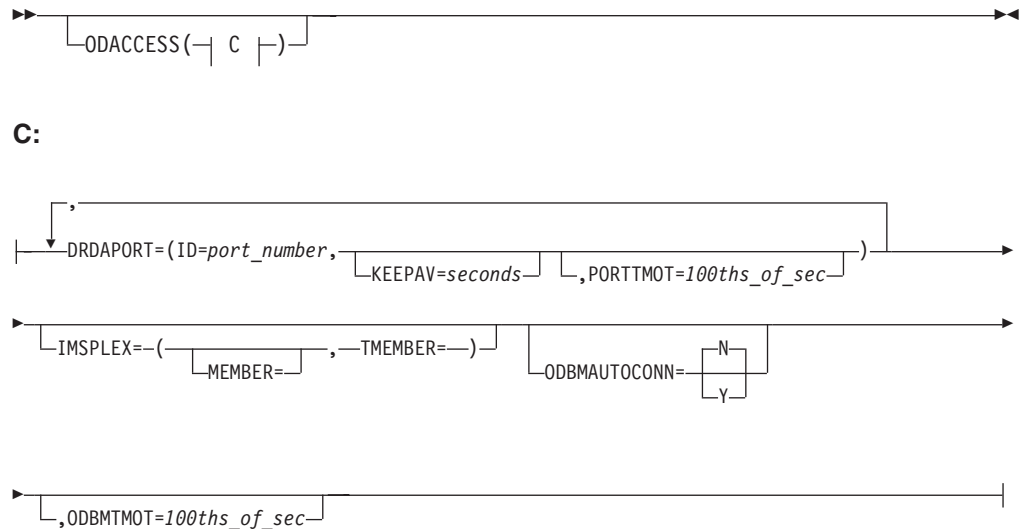 ODACCESS( C )
C:
,
DRDAPORT=(ID=port_number, )
KEEPAV=seconds ,PORTTMOT=100ths_of_sec
IMSPLEX= ( , TMEMBER= ) N
MEMBER= ODBMAUTOCONN=
Y
,ODBMTMOT=100ths_of_sec